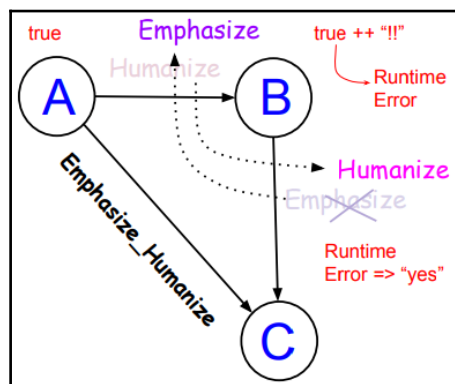 true
Emphasize
true ++ “!!”
Humanize
Runtime
Error
A
B
Humanize
Emphasize
Emphasize_Humanize
Runtime
Error => “yes”
C